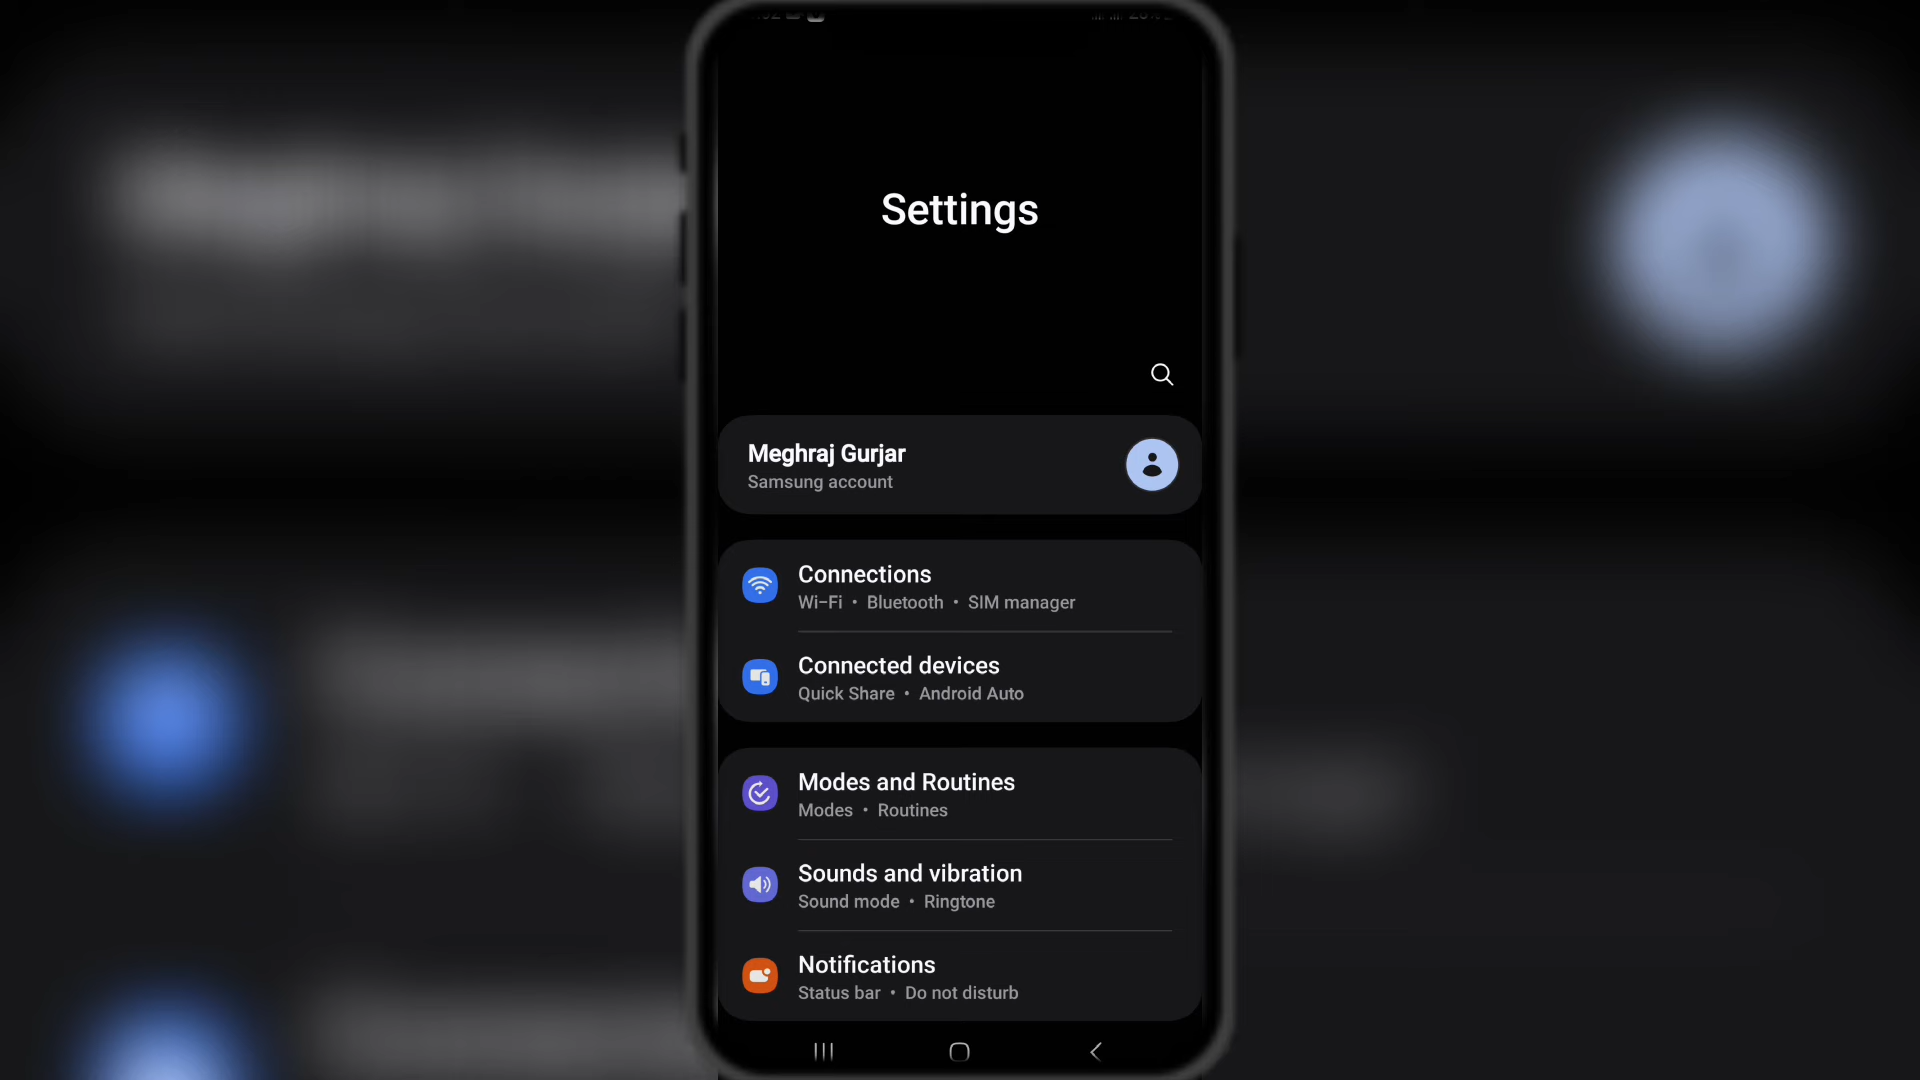 Settings
Meghraj Gurjar
Samsung account
Connections
Wi-Fi • Bluetooth • SIM manager
Connected devices
Quick Share • Android Auto
Modes and Routines
Modes • Routines
Sounds and vibration
Sound mode • Ringtone
Notifications
Status bar • Do not disturb